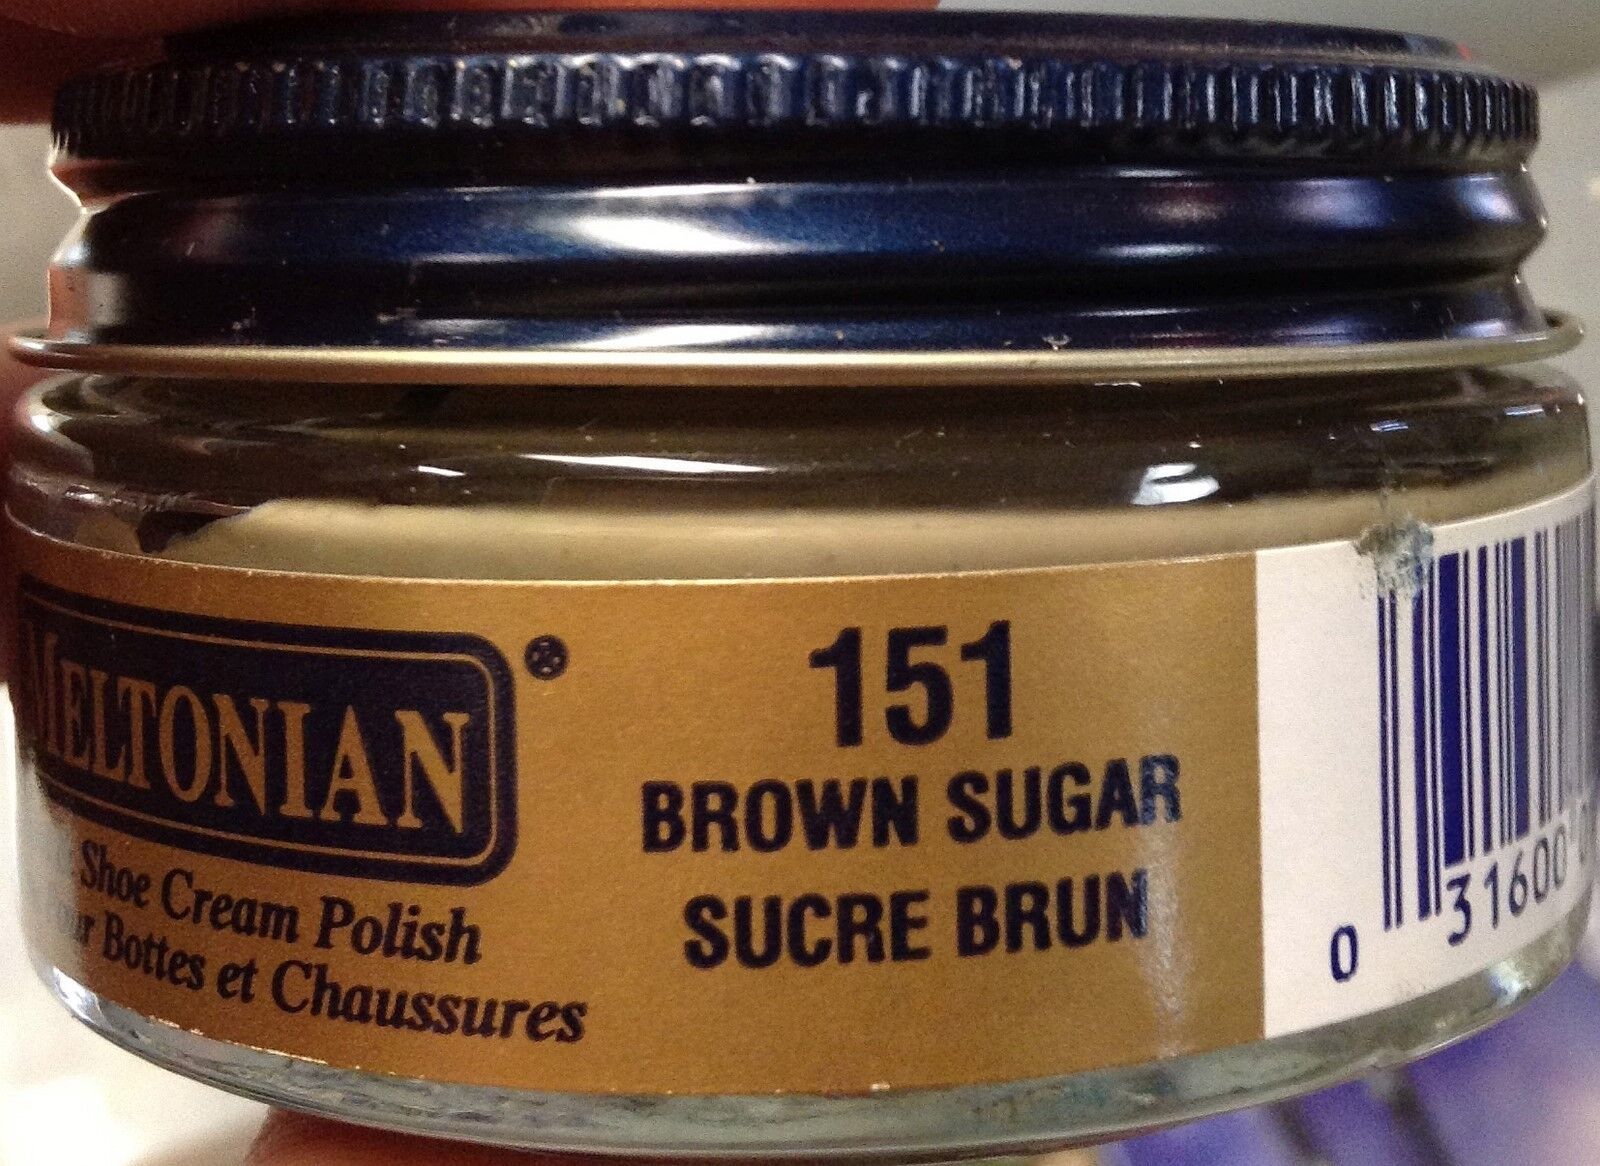 MELTONIAN®
Shoe Cream Polish
Bottes et Chaussures
151
BROWN SUGAR
SUCRE BRUN
0 31600